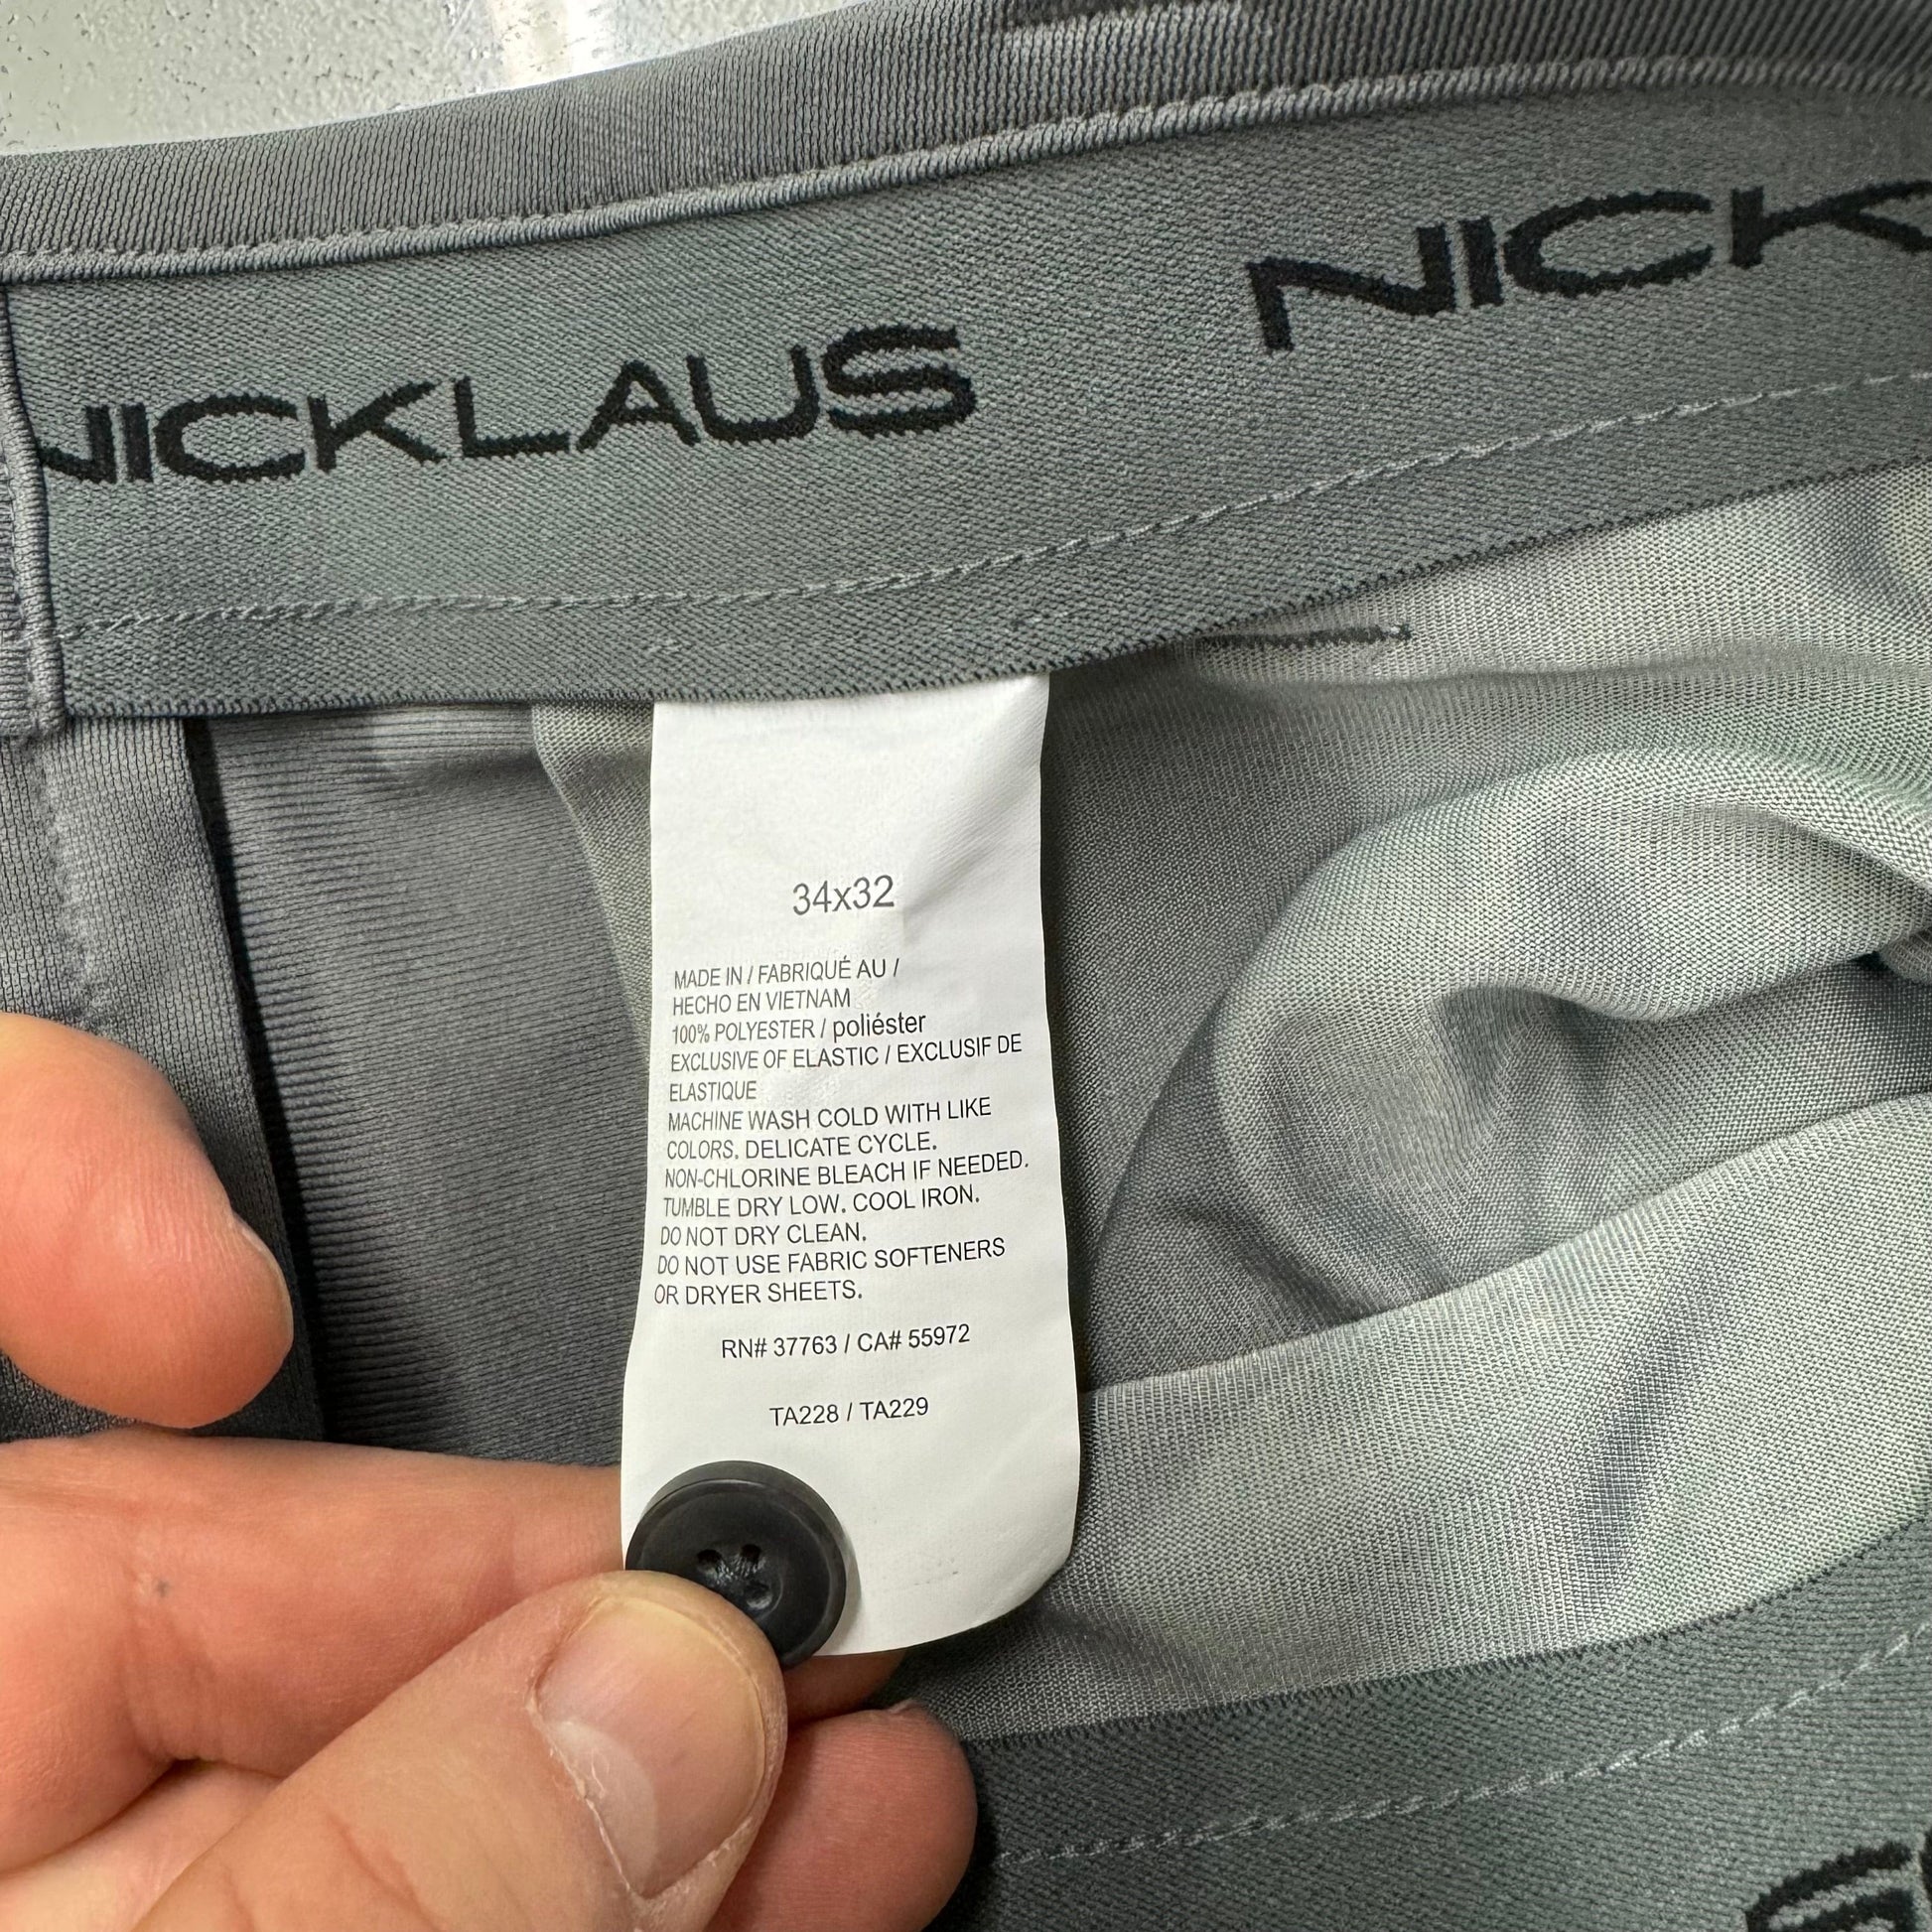 NICKLAUS NICK
34x32
MADE IN / FABRIQUÉ AU /
HECHO EN VIETNAM
100% POLYESTER / poliéster
EXCLUSIVE OF ELASTIC / EXCLUSIF DE
ELASTIQUE
MACHINE WASH COLD WITH LIKE
COLORS. DELICATE CYCLE.
NON-CHLORINE BLEACH IF NEEDED.
TUMBLE DRY LOW. COOL IRON.
DO NOT DRY CLEAN.
DO NOT USE FABRIC SOFTENERS
OR DRYER SHEETS.
RN# 37763 / CA# 55972
TA228 / TA229